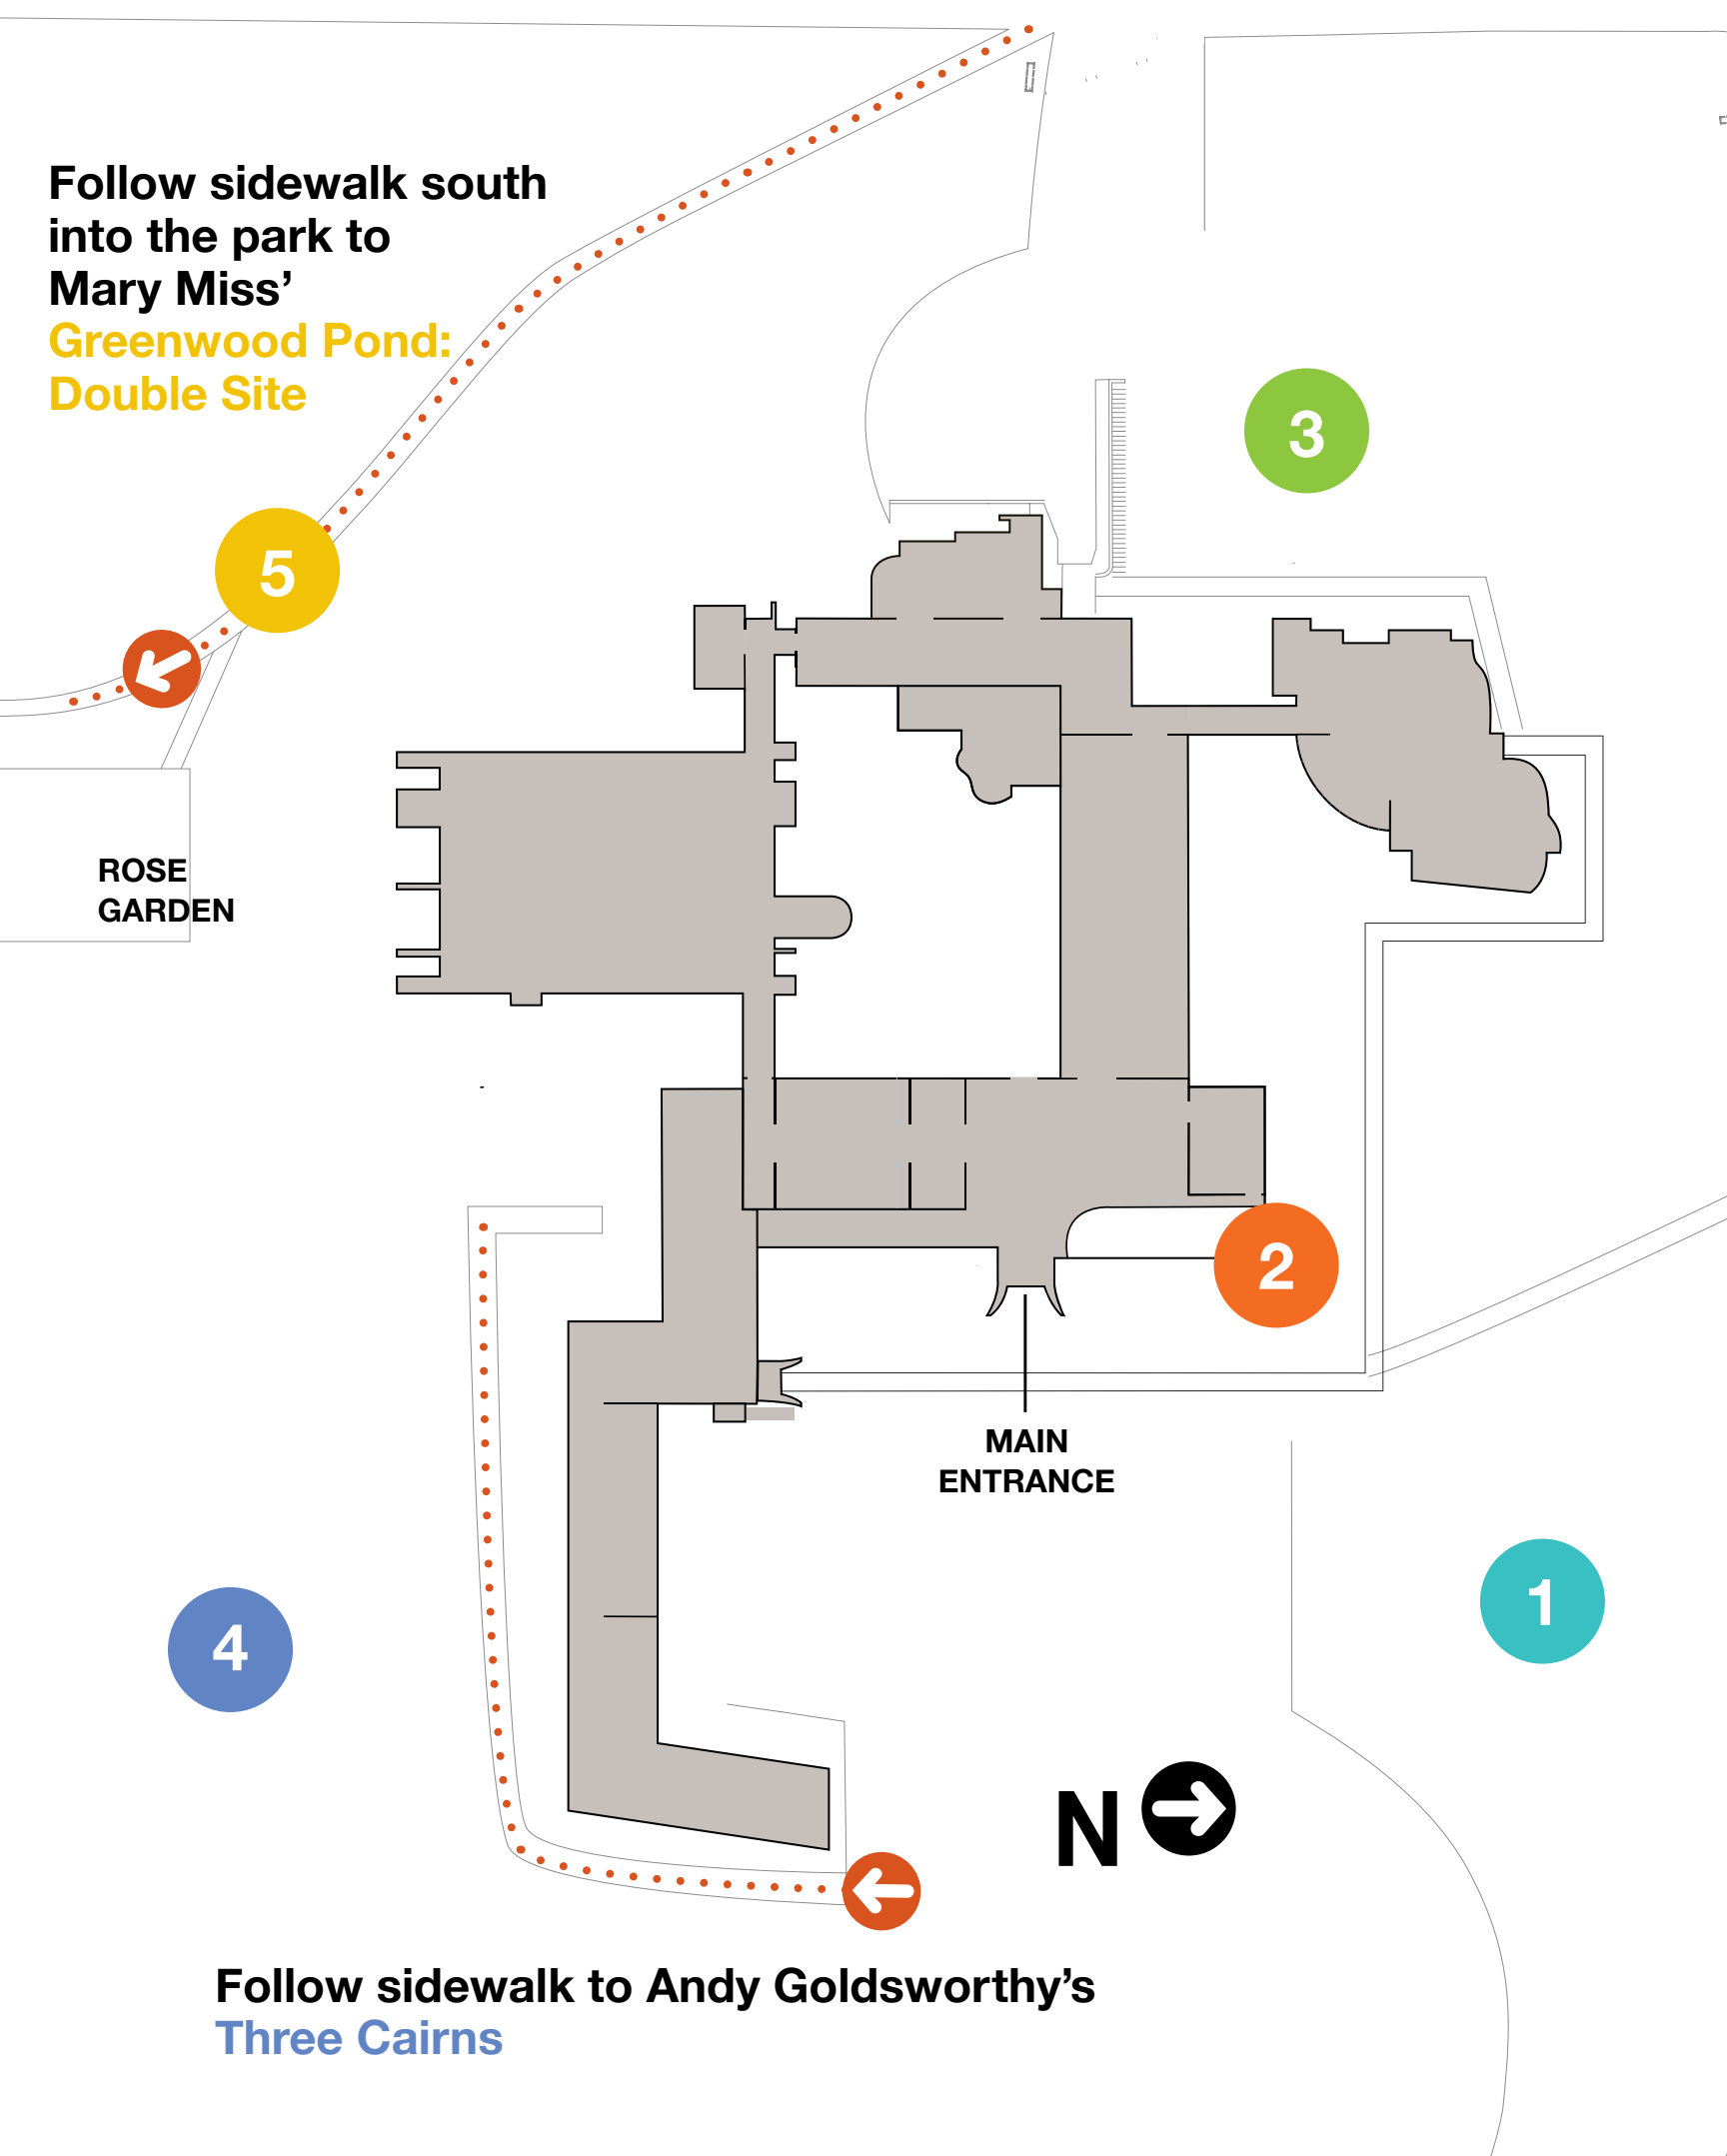 Follow sidewalk south
into the park to
Mary Miss’
Greenwood Pond:
Double Site
3
5
ROSE
GARDEN
2
MAIN
ENTRANCE
1
4
N
Follow sidewalk to Andy Goldsworthy’s
Three Cairns